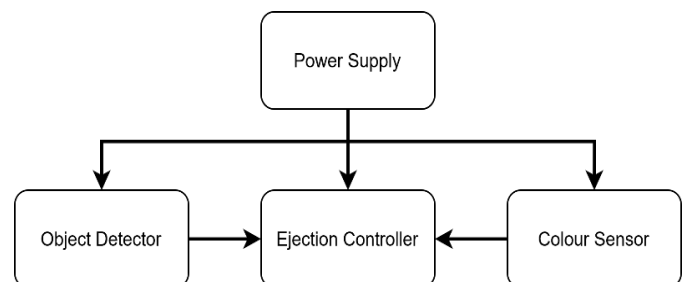 Power Supply
Object Detector
Ejection Controller
Colour Sensor